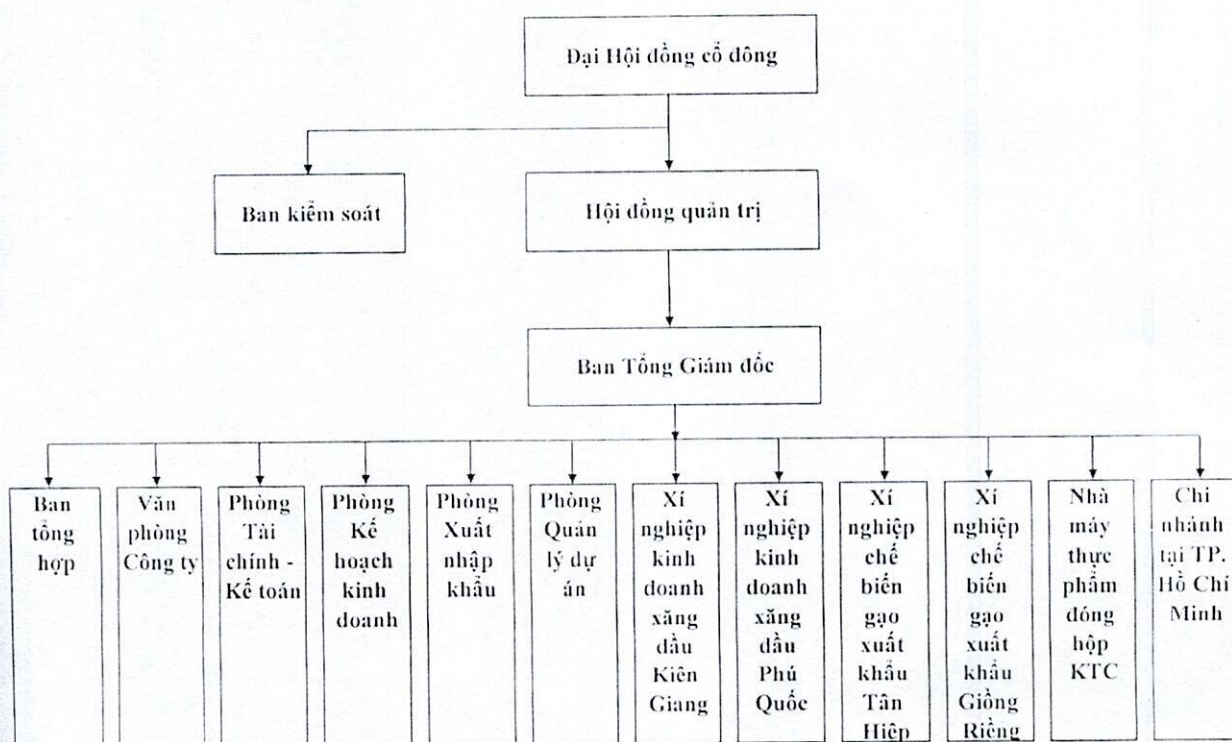 Đại Hội đồng cổ đông
Ban kiểm soát
Hội đồng quản trị
Ban Tổng Giám đốc
Ban
tổng
hợp
Văn
phòng
Công ty
Phòng
Tài
chính -
Kế toán
Phòng
Kế
hoạch
kinh
doanh
Phòng
Xuất
nhập
khẩu
Phòng
Quản
lý dự
án
Xí
nghiệp
kinh
doanh
xăng
dầu
Kiên
Giang
Xí
nghiệp
kinh
doanh
xăng
dầu
Phú
Quốc
Xí
nghiệp
chế
biến
gạo
xuất
khẩu
Tân
Hiệp
Xí
nghiệp
chế
biến
gạo
xuất
khẩu
Giồng
Riềng
Nhà
máy
thực
phẩm
đóng
hộp
KTC
Chi
nhánh
tại TP.
Hồ Chí
Minh